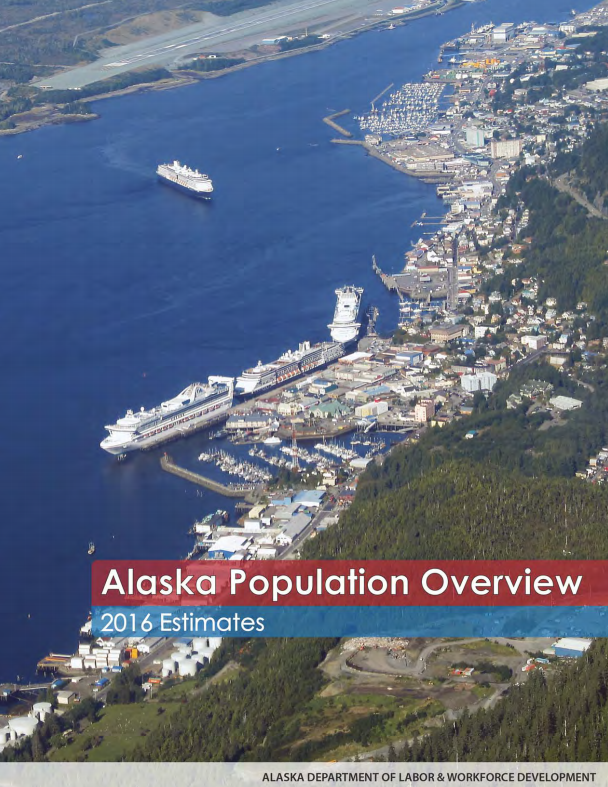 Alaska Population Overview
2016 Estimates
ALASKA DEPARTMENT OF LABOR & WORKFORCE DEVELOPMENT